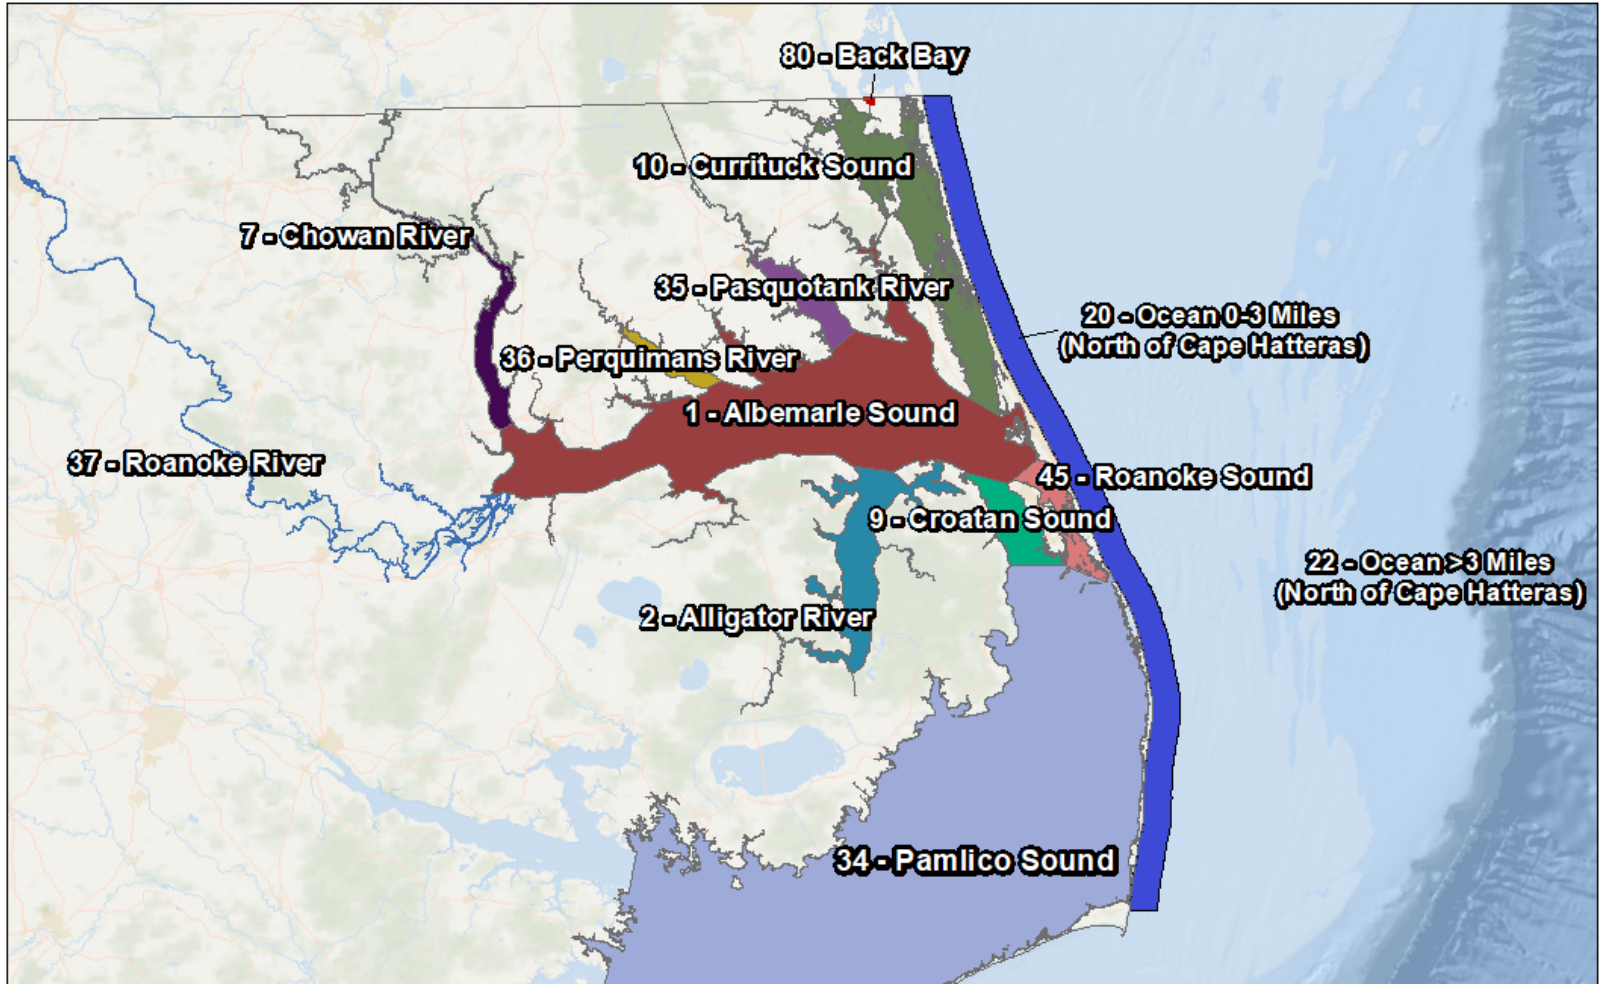 80 - Back Bay
10 - Currituck Sound
7 - Chowan River
35 - Pasquotank River
20 - Ocean 0-3 Miles
(North of Cape Hatteras)
36 - Perquimans River
1 - Albemarle Sound
37 - Roanoke River
45 - Roanoke Sound
9 - Croatan Sound
22 - Ocean >3 Miles
(North of Cape Hatteras)
2 - Alligator River
34 - Pamlico Sound